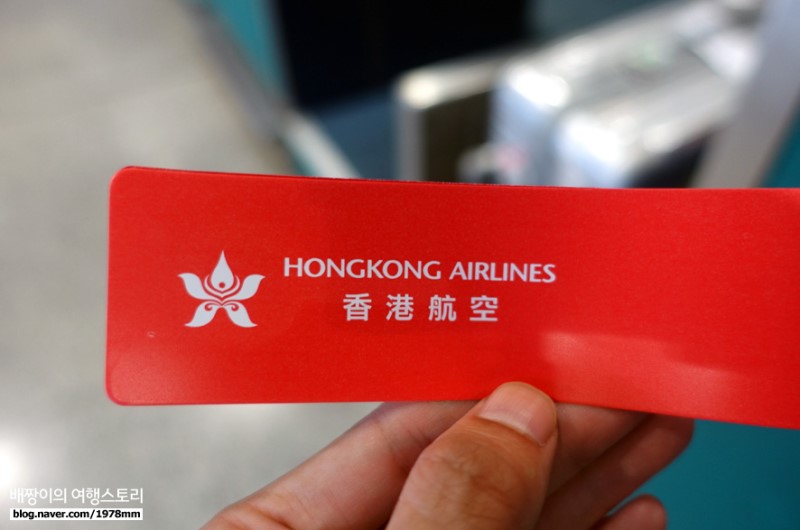 HONGKONG AIRLINES
香港航空
배짱이의 여행스토리
blog.naver.com/1978mm